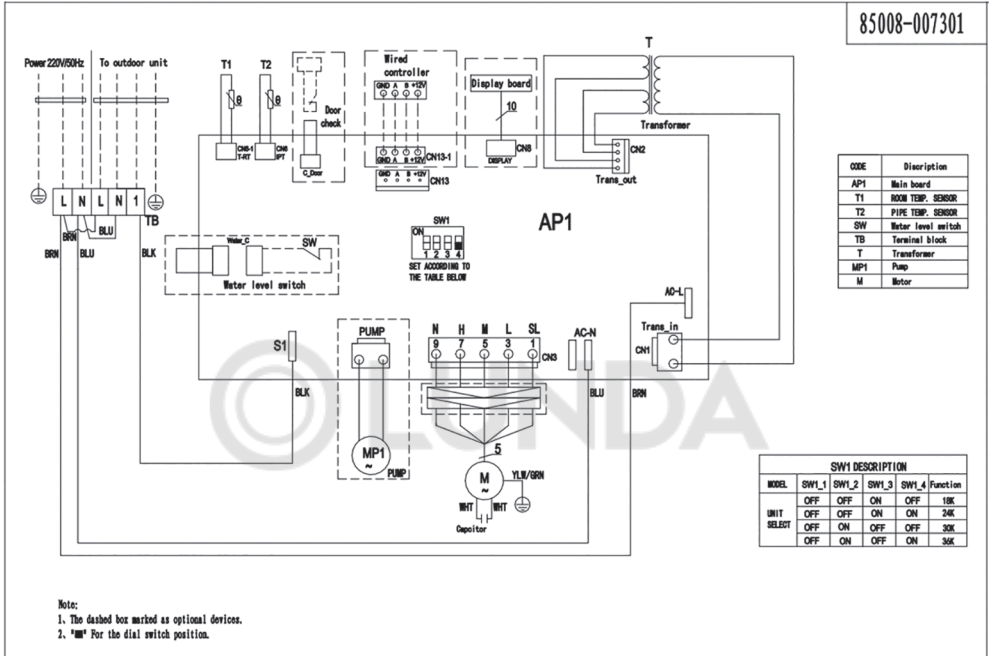 85008-007301
Power 220V/50Hz
To outdoor unit
T1
T2
θ
θ
Door
check
C_Door
CN6-1
T-RT
CN6
IPT
Wired
controller
GND A B +12V
GND A B +12V
CN13-1
GND A B +12V
CN13
Display board
10
CN8
DISPLAY
T
Transformer
CN2
Trans_out
CODE Discription
AP1 Main board
T1 ROOM TEMP. SENSOR
T2 PIPE TEMP. SENSOR
SW Water level switch
TB Terminal block
T Transformer
MP1 Pump
M Motor
L N L N 1
TB
BRN
BLU
BRN
BLU
BLK
Water_C
SW
Water level switch
SW1
ON
1 2 3 4
SET ACCORDING TO
THE TABLE BELOW
AP1
AC-L
Trans_in
CN1
S1
BLK
PUMP
MP1
~
PUMP
N H M L SL
9 7 5 3 1
CN3
AC-N
BLU
BRN
LUNDA
5
M
~
YLW/GRN
WHT
WHT
Capcitor
SW1 DESCRIPTION
MODEL SW1_1 SW1_2 SW1_3 SW1_4 Function
UNIT
SELECT
OFF OFF ON OFF 18K
OFF OFF ON ON 24K
OFF ON OFF OFF 30K
OFF ON OFF ON 36K
Note:
1、The dashed box marked as optional devices.
2、"■■" For the dial switch position.